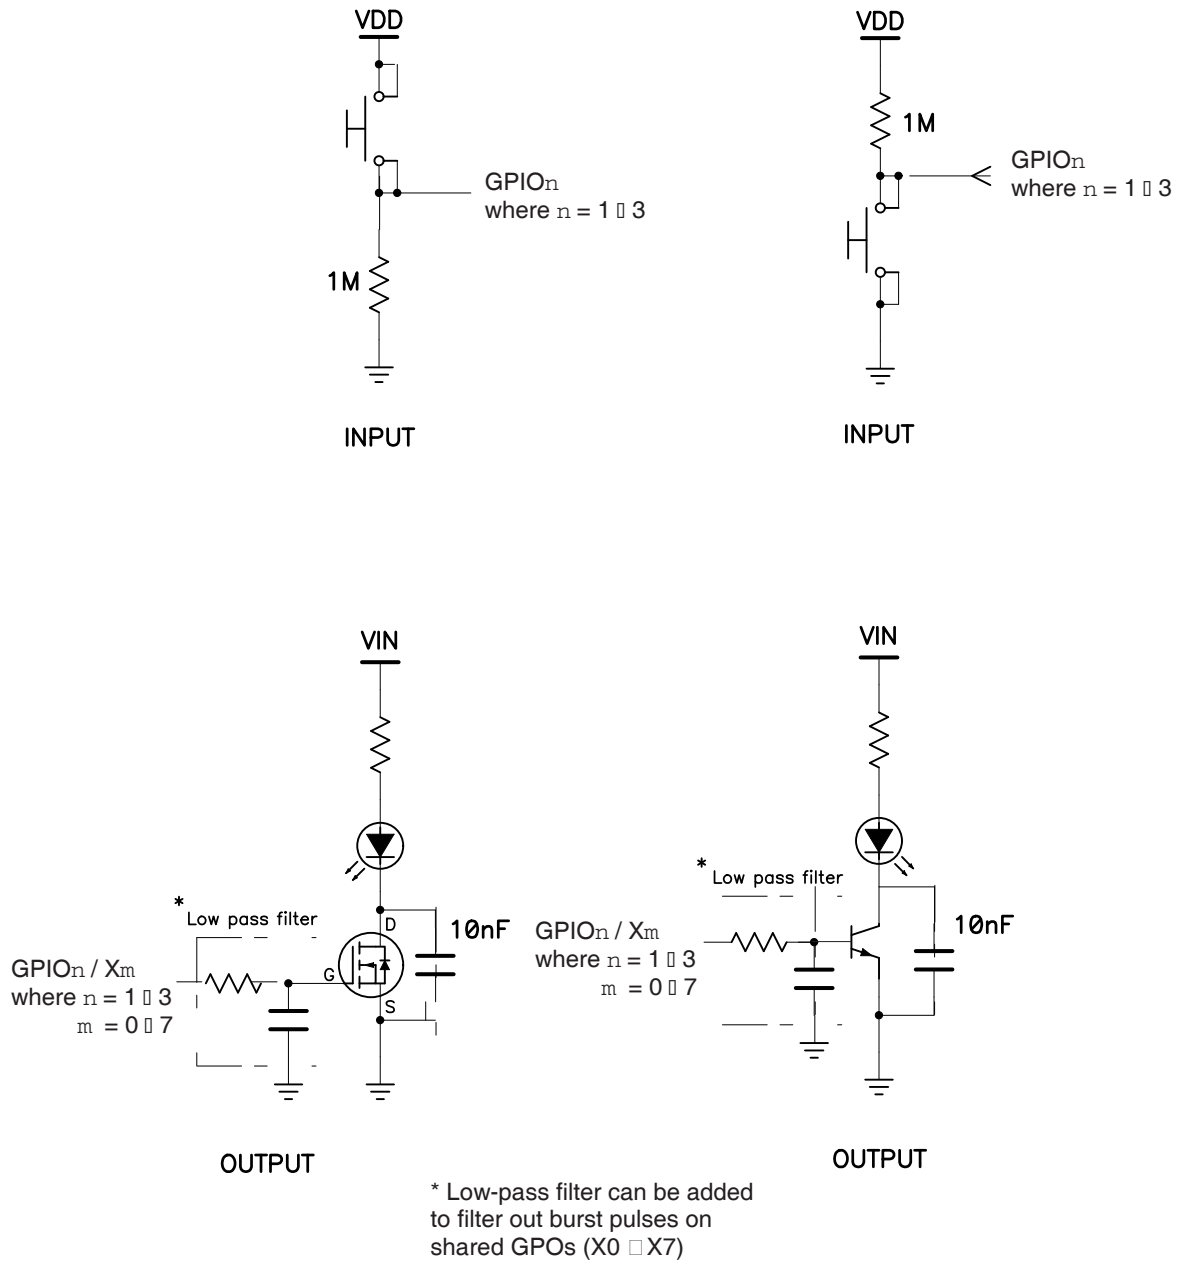 VDD
VDD
1M
GPIOn
where n = 1 ▯ 3
GPIOn
where n = 1 ▯ 3
1M
INPUT
INPUT
VIN
VIN
*
Low pass filter
*
Low pass filter
D
10nF
10nF
GPIOn / Xm
where n = 1 ▯ 3
m = 0 ▯ 7
G
S
GPIOn / Xm
where n = 1 ▯ 3
m = 0 ▯ 7
OUTPUT
OUTPUT
* Low-pass filter can be added
to filter out burst pulses on
shared GPOs (X0 □ X7)